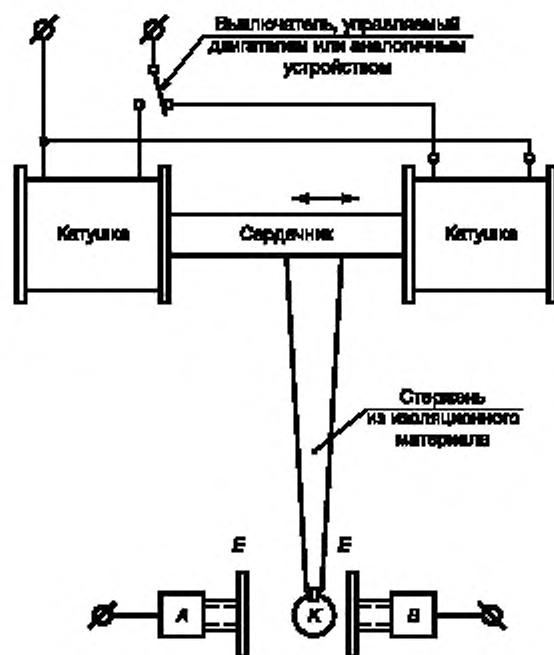 Выключатель, управляемый
двигателем или аналогичным
устройством
Катушка
Сердечник
Катушка
Стержень
из изоляционного
материала
E
E
A
K
B